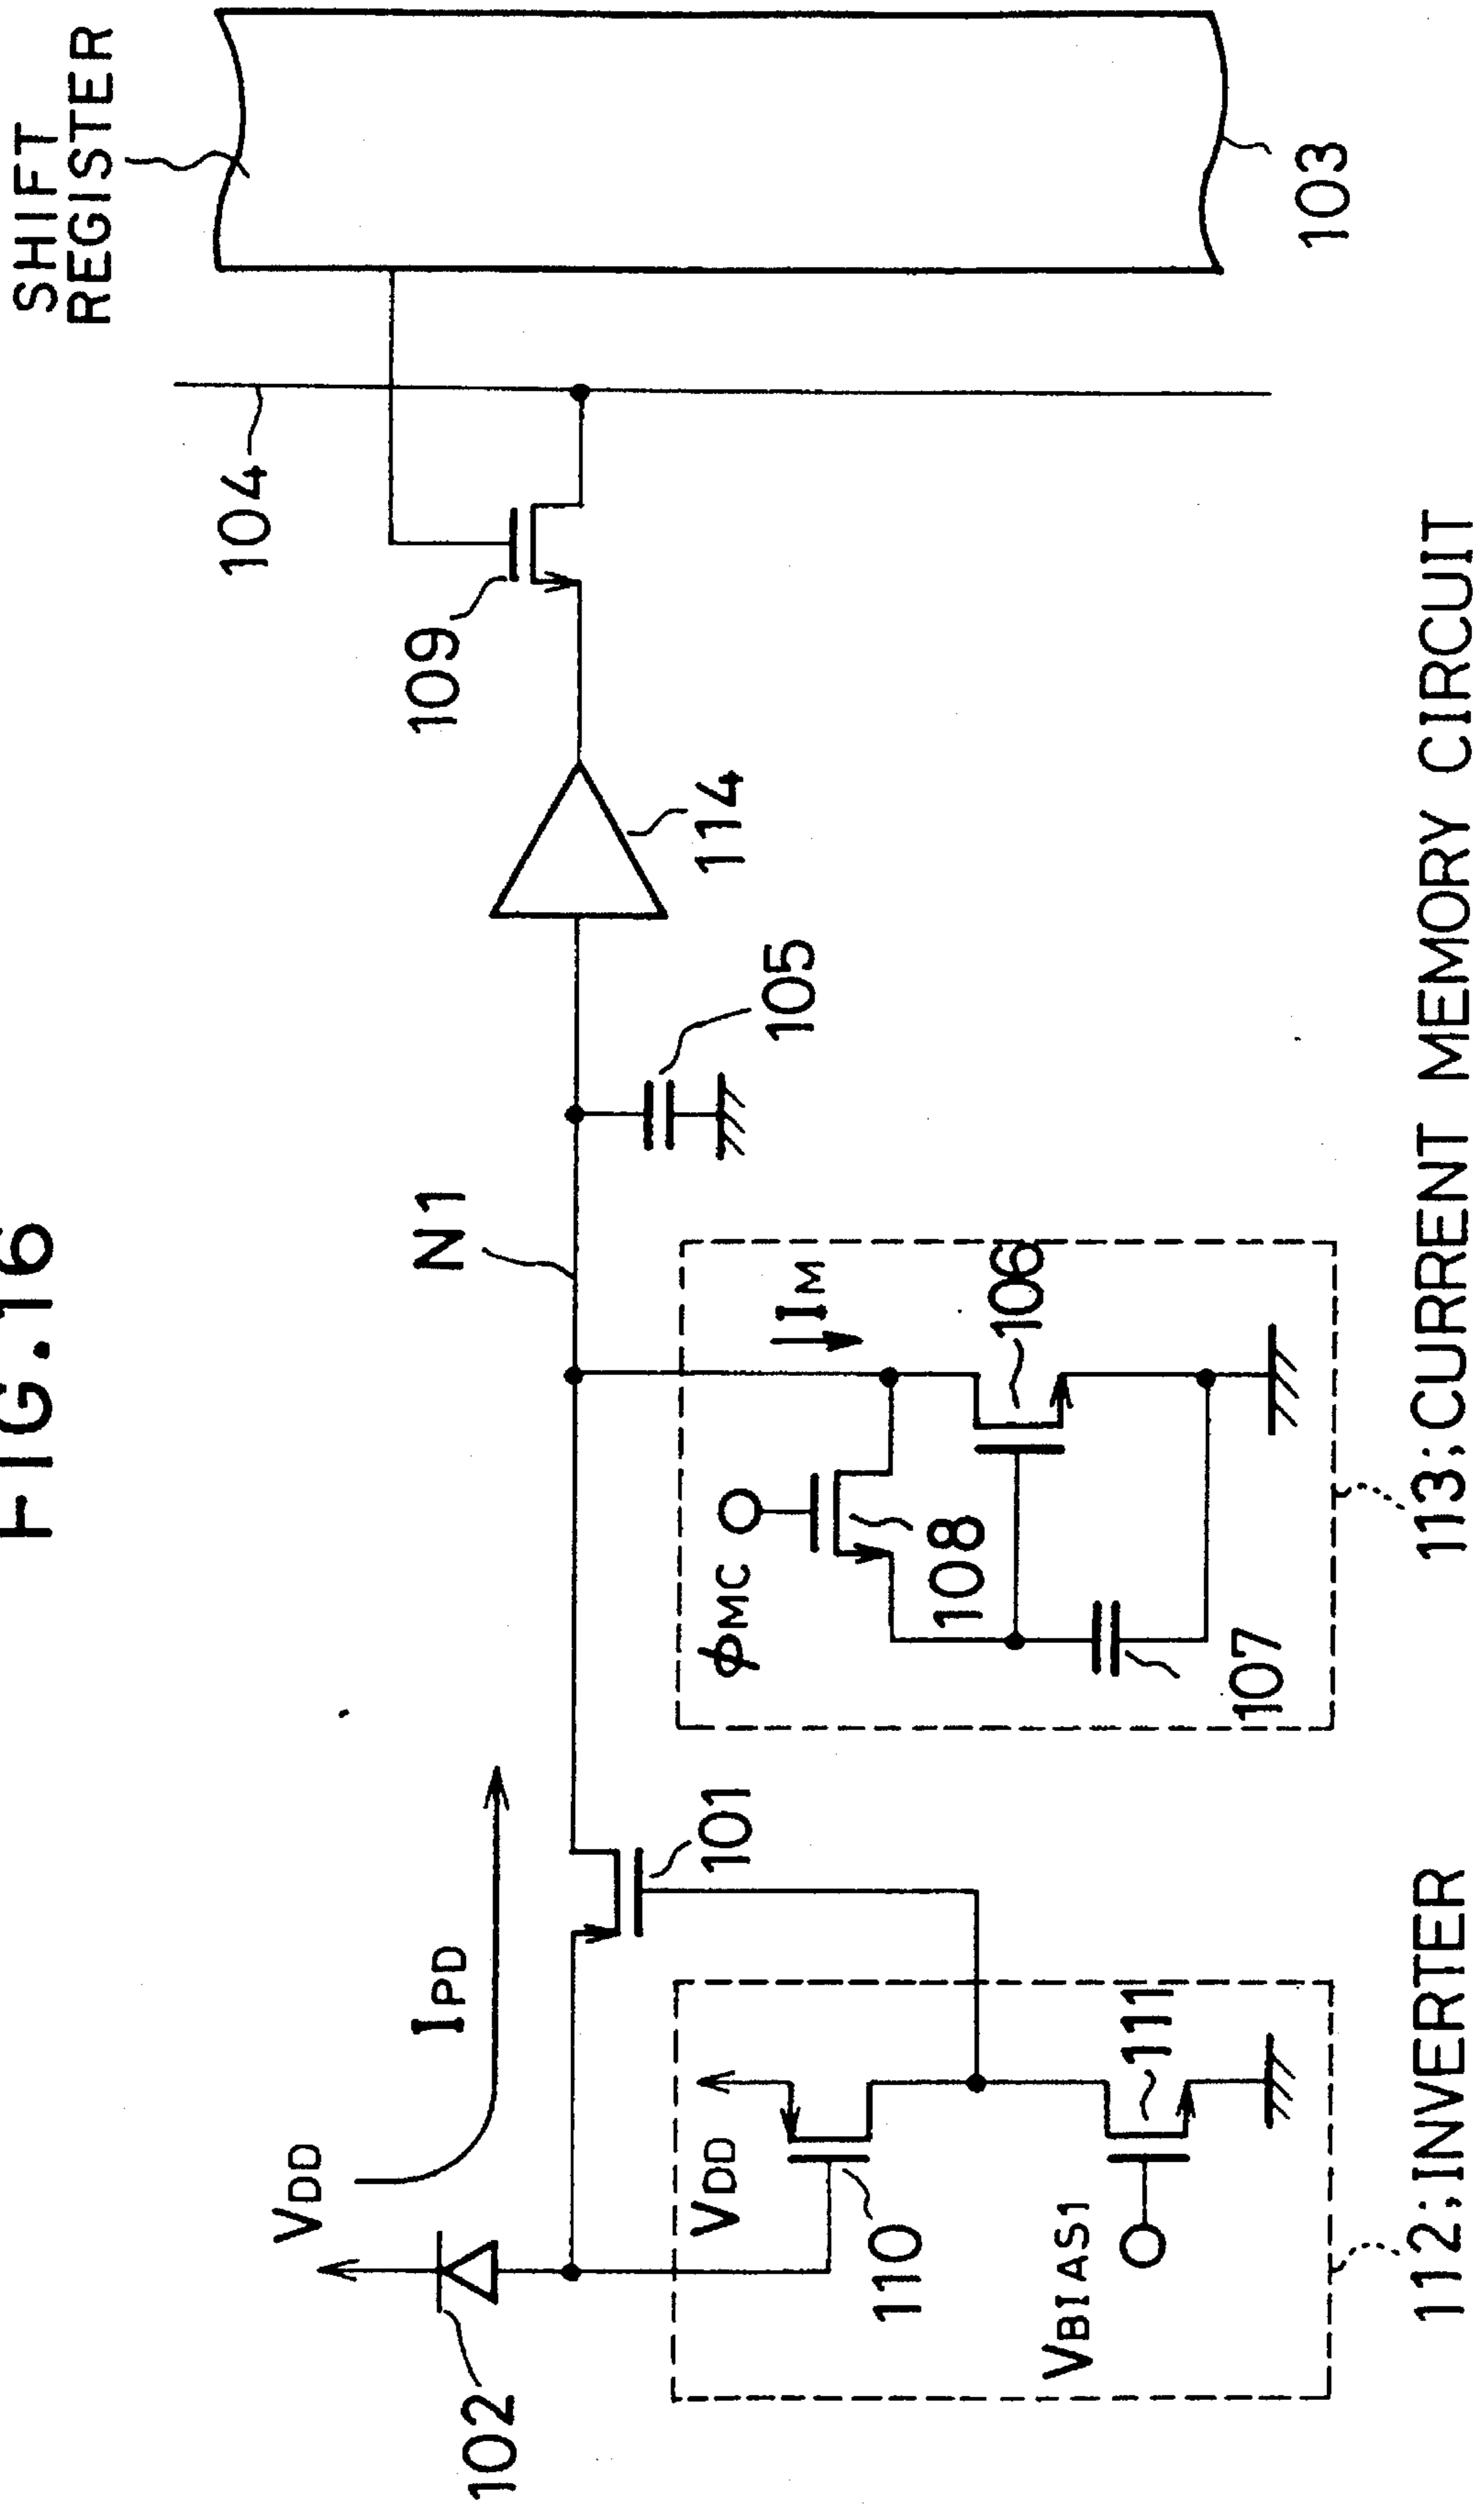 FIG.16
SHIFT
REGISTER
VDD
IPD
N1
104
109
102
114
105
101
VDD
110
VBIAS1
111
ϕMC
108
107
IM
106
103
112;INVERTER
113;CURRENT MEMORY CIRCUIT